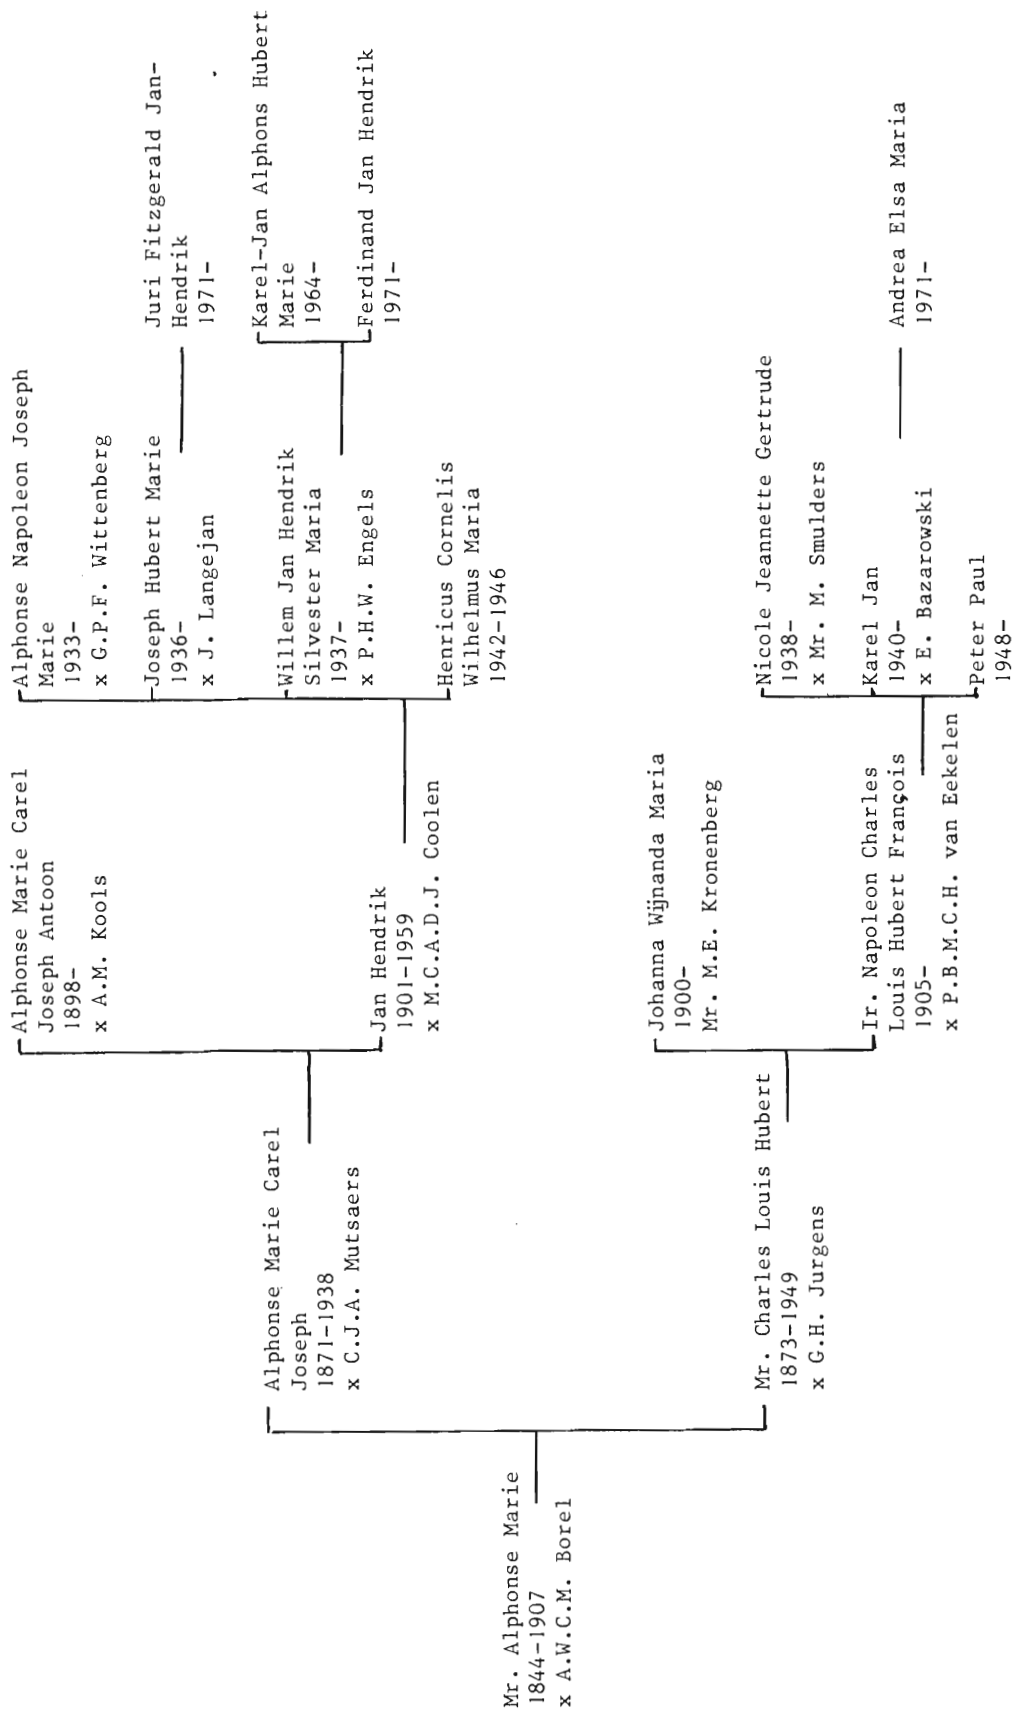 Mr. Alphonse Marie
1844-1907
x A.W.C.M. Borel
Alphonse Marie Carel
Joseph
1871-1938
x C.J.A. Mutsaers
Mr. Charles Louis Hubert
1873-1949
x G.H. Jurgens
Alphonse Marie Carel
Joseph Antoon
1898-
x A.M. Kools
Jan Hendrik
1901-1959
x M.C.A.D.J. Coolen
Johanna Wijnanda Maria
1900-
Mr. M.E. Kronenberg
Ir. Napoleon Charles
Louis Hubert François
1905-
x P.B.M.C.H. van Eekelen
Alphonse Napoleon Joseph
Marie
1933-
x G.P.F. Wittenberg
Joseph Hubert Marie
1936-
x J. Langejan
Willem Jan Hendrik
Silvester Maria
1937-
x P.H.W. Engels
Henricus Cornelis
Wilhelmus Maria
1942-1946
Nicole Jeannette Gertrude
1938-
x Mr. M. Smulders
Karel Jan
1940-
x E. Bazarowski
Peter Paul
1948-
Juri Fitzgerald Jan-
Hendrik
1971-
Karel-Jan Alphons Hubert
Marie
1964-
Ferdinand Jan Hendrik
1971-
Andrea Elsa Maria
1971-